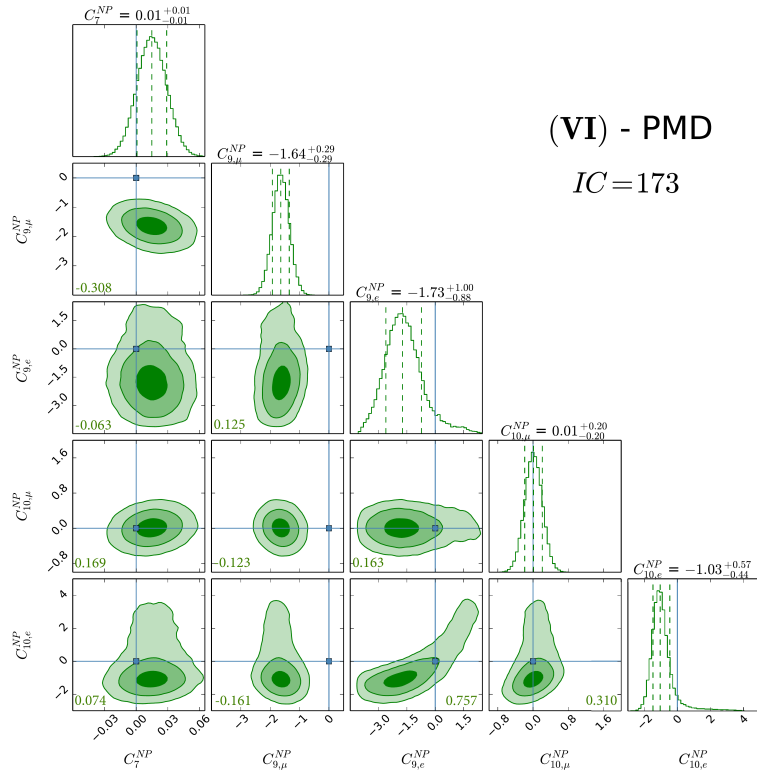 C_7^{NP} = 0.01^{+0.01}_{-0.01}
(VI) - PMD
IC = 173
C_{9,μ}^{NP} = −1.64^{+0.29}_{-0.29}
C_{9,μ}^{NP}
0
−1
−2
−3
-0.308
C_{9,e}^{NP} = −1.73^{+1.00}_{-0.88}
C_{9,e}^{NP}
1.5
0.0
−1.5
−3.0
-0.063
0.125
C_{10,μ}^{NP} = 0.01^{+0.20}_{-0.20}
C_{10,μ}^{NP}
1.6
0.8
0.0
−0.8
0.169
-0.123
-0.163
C_{10,e}^{NP} = −1.03^{+0.57}_{-0.44}
C_{10,e}^{NP}
4
2
0
−2
0.074
-0.161
0.757
0.310
−0.03 0.00 0.03 0.06
−3 −2 −1 0
−3.0 −1.5 0.0 1.5
−0.8 0.0 0.8 1.6
−2 0 2 4
C_7^{NP} C_{9,μ}^{NP} C_{9,e}^{NP} C_{10,μ}^{NP} C_{10,e}^{NP}